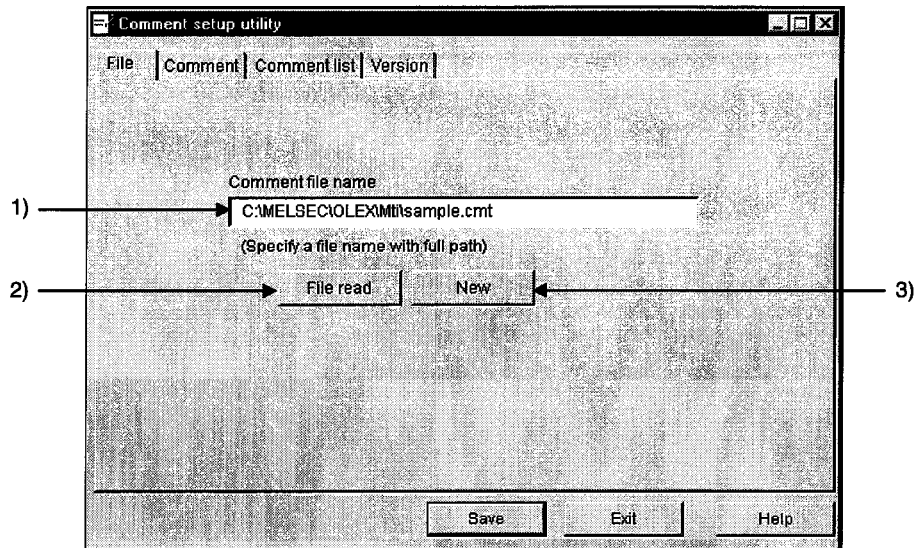 Comment setup utility
File Comment Comment list Version
Comment file name
1)
C:\MELSEC\OLEX\Mti\sample.cmt
(Specify a file name with full path)
2)
File read New
3)
Save Exit Help